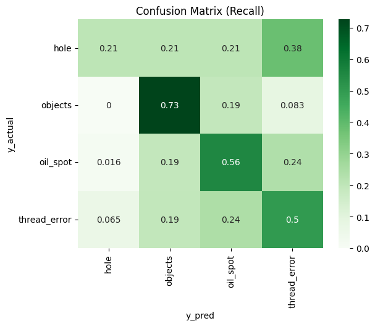 Confusion Matrix (Recall)
hole 0.21 0.21 0.21 0.38
objects 0 0.73 0.19 0.083
oil_spot 0.016 0.19 0.56 0.24
thread_error 0.065 0.19 0.24 0.5
hole objects oil_spot thread_error
y_pred
y_actual
0.7
0.6
0.5
0.4
0.3
0.2
0.1
0.0